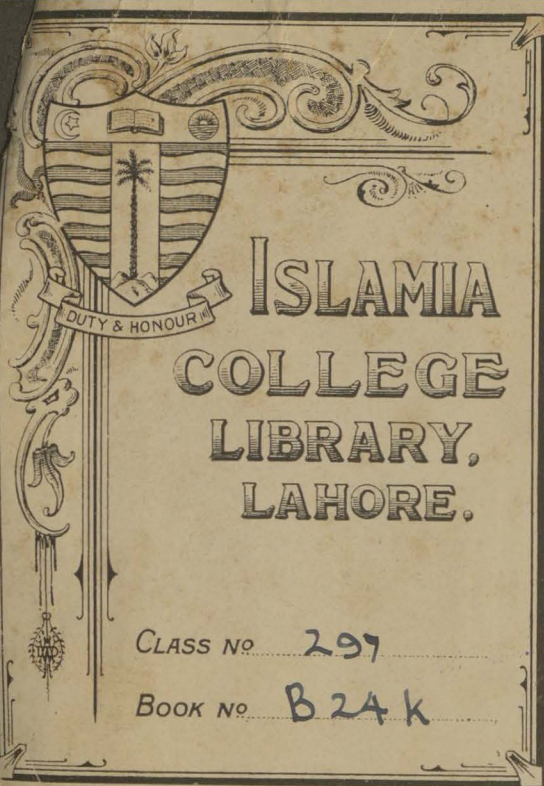 DUTY & HONOUR
ISLAMIA
COLLEGE
LIBRARY,
LAHORE.
CLASS No 297
BOOK No B24K